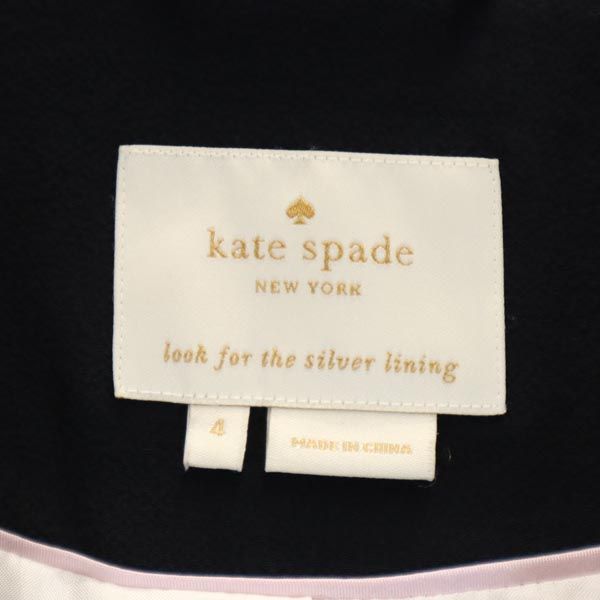 kate spade
NEW YORK
look for the silver lining
4
MADE IN CHINA